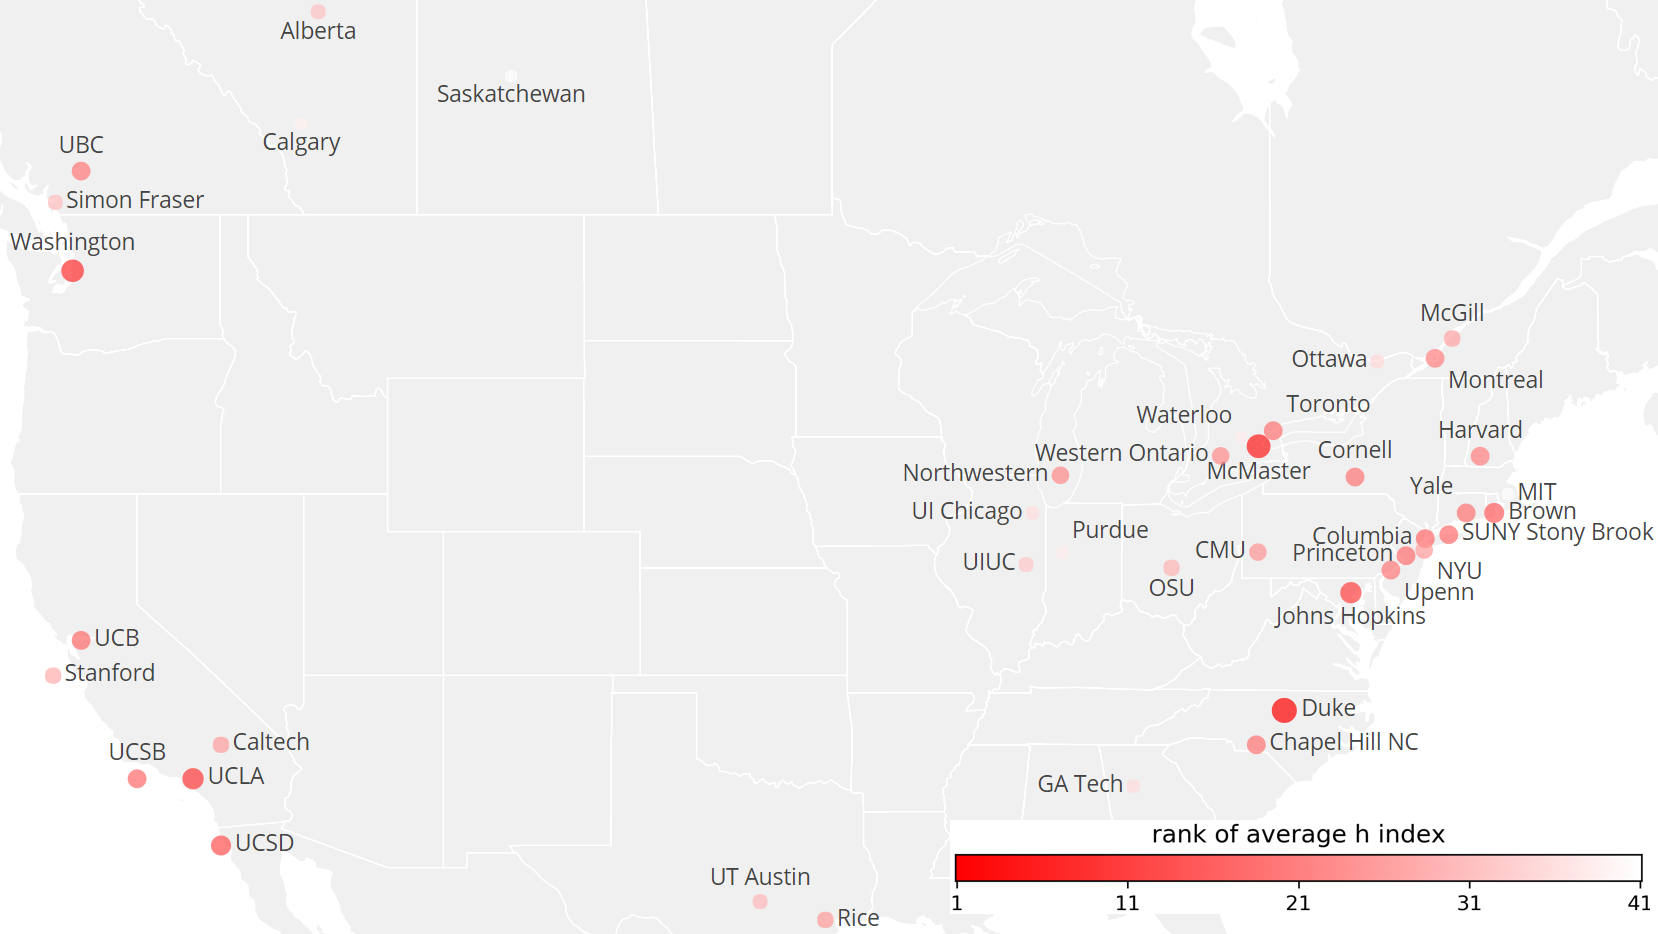 Alberta
Saskatchewan
Calgary
UBC
Simon Fraser
Washington
McGill
Ottawa
Montreal
Toronto
Waterloo
Harvard
Western Ontario
Cornell
McMaster
Northwestern
Yale
MIT
UI Chicago
Brown
Purdue
SUNY Stony Brook
Columbia
CMU
Princeton
UIUC
NYU
OSU
Upenn
Johns Hopkins
UCB
Stanford
Duke
Caltech
Chapel Hill NC
UCSB
UCLA
GA Tech
UCSD
rank of average h index
UT Austin
1 11 21 31 41
Rice